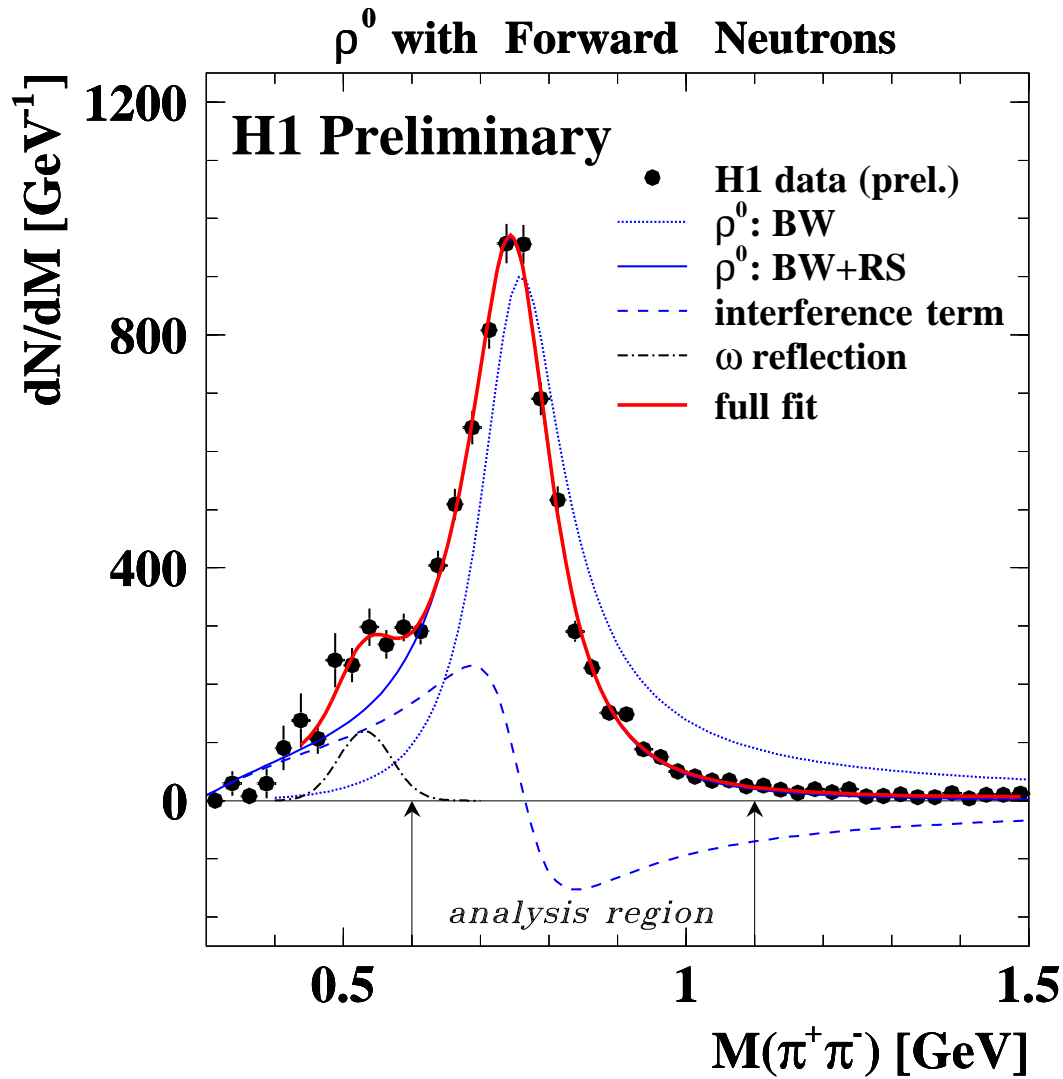 ρ⁰ with Forward Neutrons
dN/dM [GeV⁻¹]
1200
800
400
0
H1 Preliminary
H1 data (prel.)
ρ⁰: BW
ρ⁰: BW+RS
interference term
ω reflection
full fit
analysis region
0.5 1 1.5
M(π⁺π⁻) [GeV]